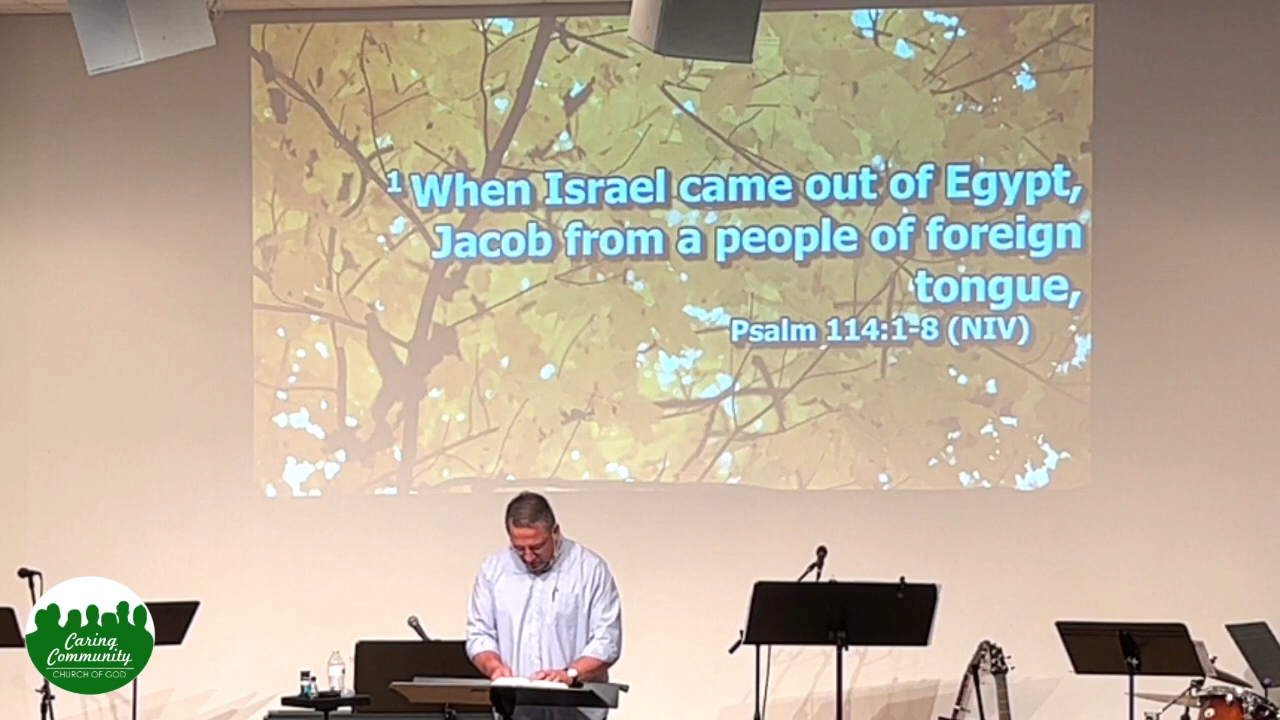 1 When Israel came out of Egypt,
Jacob from a people of foreign
tongue,
Psalm 114:1-8 (NIV)
Caring
Community
CHURCH OF GOD